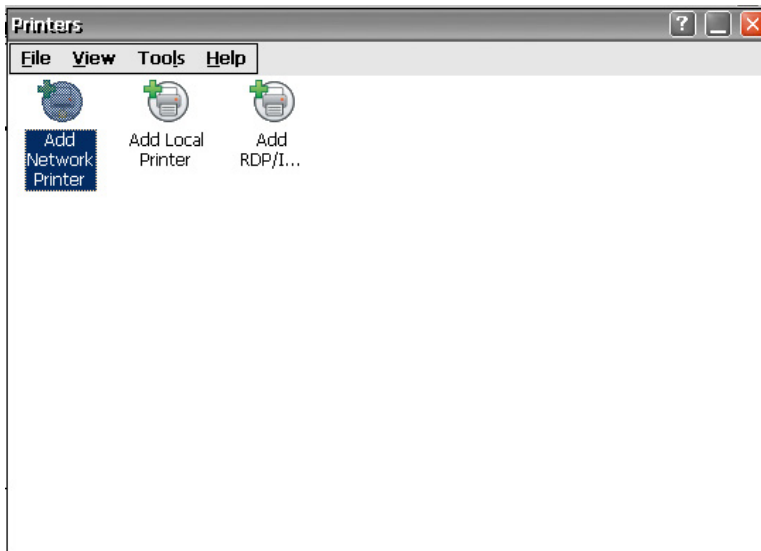 Printers
?
File View Tools Help
Add
Network
Printer
Add Local
Printer
Add
RDP/I...